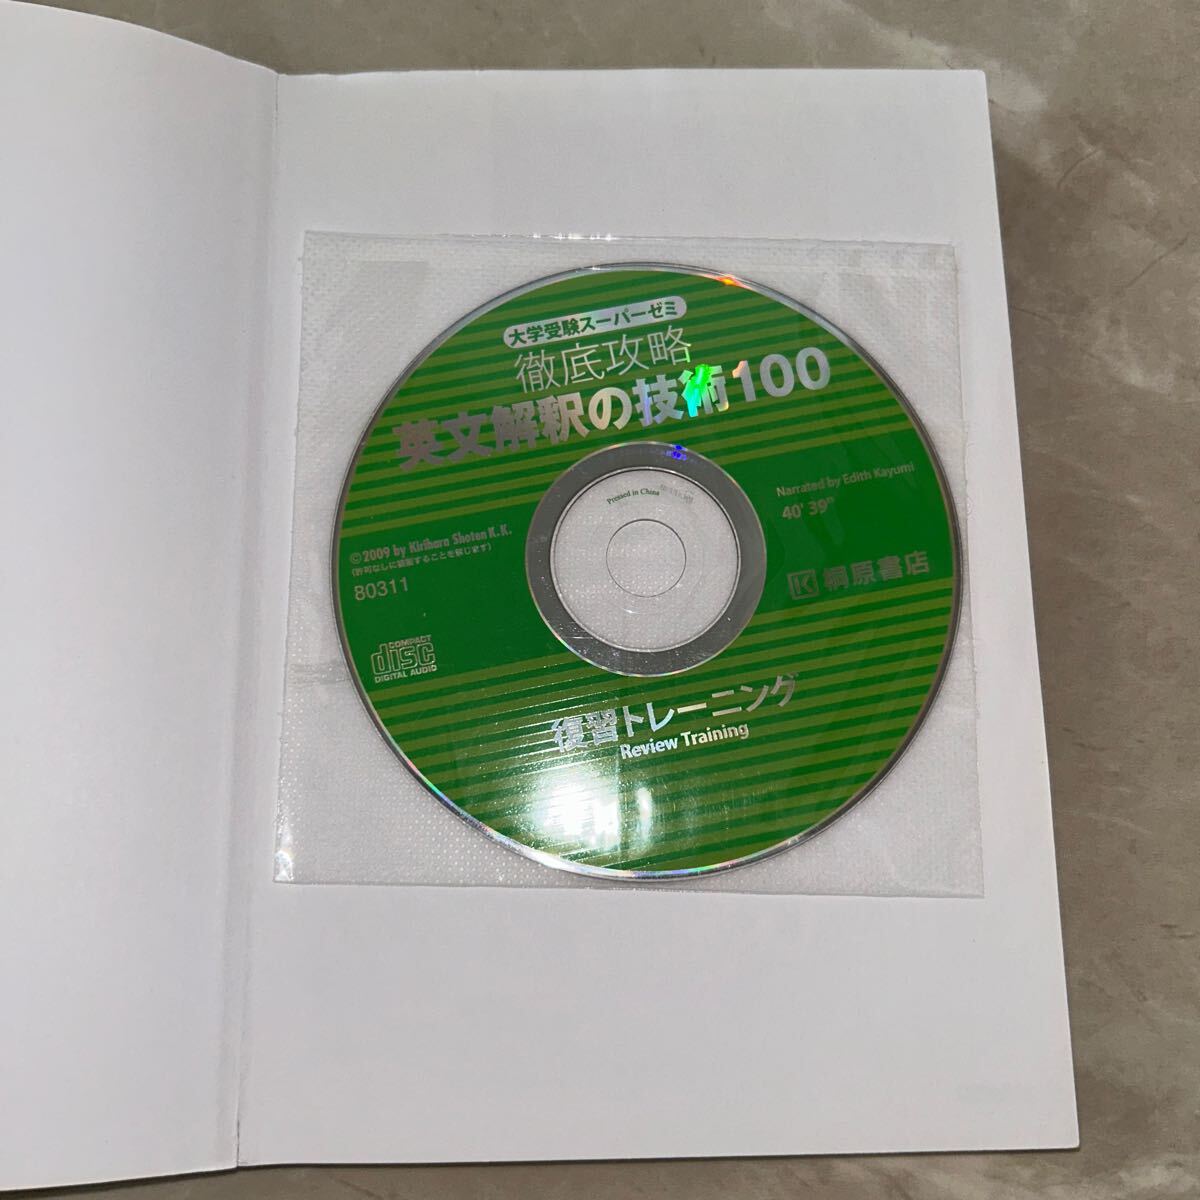 大学受験スーパーゼミ
徹底攻略
英文解釈の技術100
Pressed in China
Narrated by Edith Kayumi
40' 39"
©2009 by Kirihara Shoten K.K.
(許可なしに複製することを禁じます)
80311
K 桐原書店
COMPACT
disc
DIGITAL AUDIO
復習トレーニング
Review Training